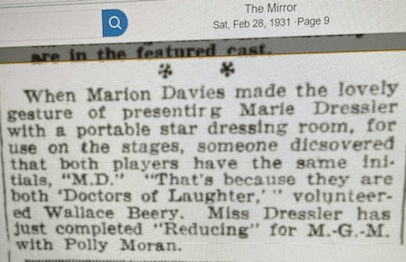 The Mirror
Sat, Feb 28, 1931 · Page 9
are in the featured cast.
When Marion Davies made the lovely
gesture of presentirg Marie Dressler
with a portable star dressing room, for
use on the stages, someone dicsovered
that both players have the same ini-
tials, "M.D." "That's because they are
both 'Doctors of Laughter,'" volunteer-
ed Wallace Beery. Miss Dressler has
just completed "Reducing" for M.-G.-M.
with Polly Moran.